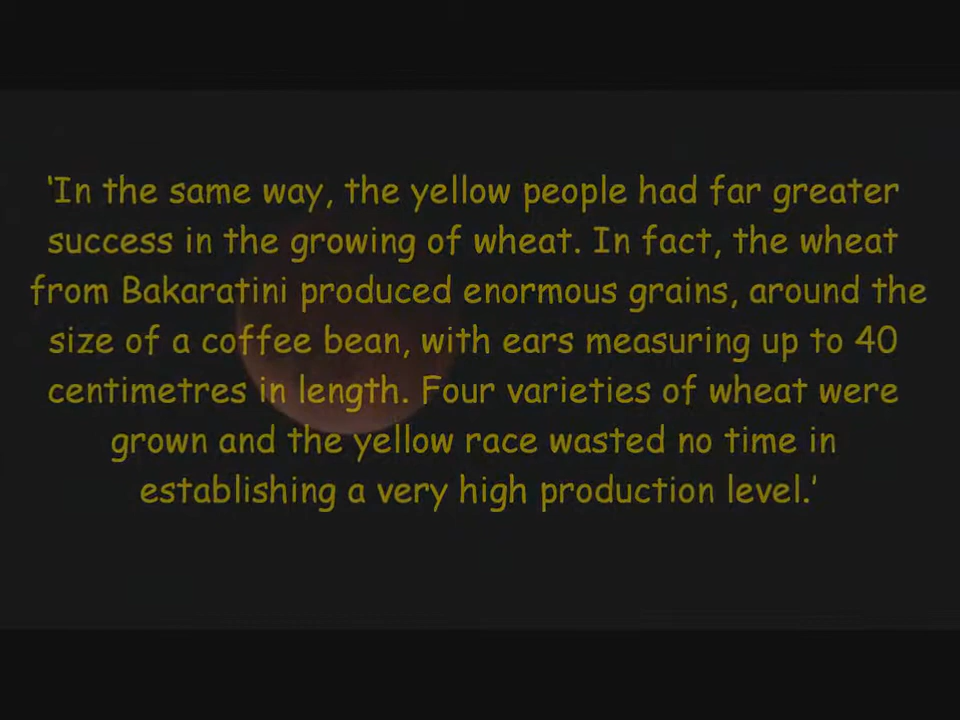 ‘In the same way, the yellow people had far greater
success in the growing of wheat. In fact, the wheat
from Bakaratini produced enormous grains, around the
size of a coffee bean, with ears measuring up to 40
centimetres in length. Four varieties of wheat were
grown and the yellow race wasted no time in
establishing a very high production level.’